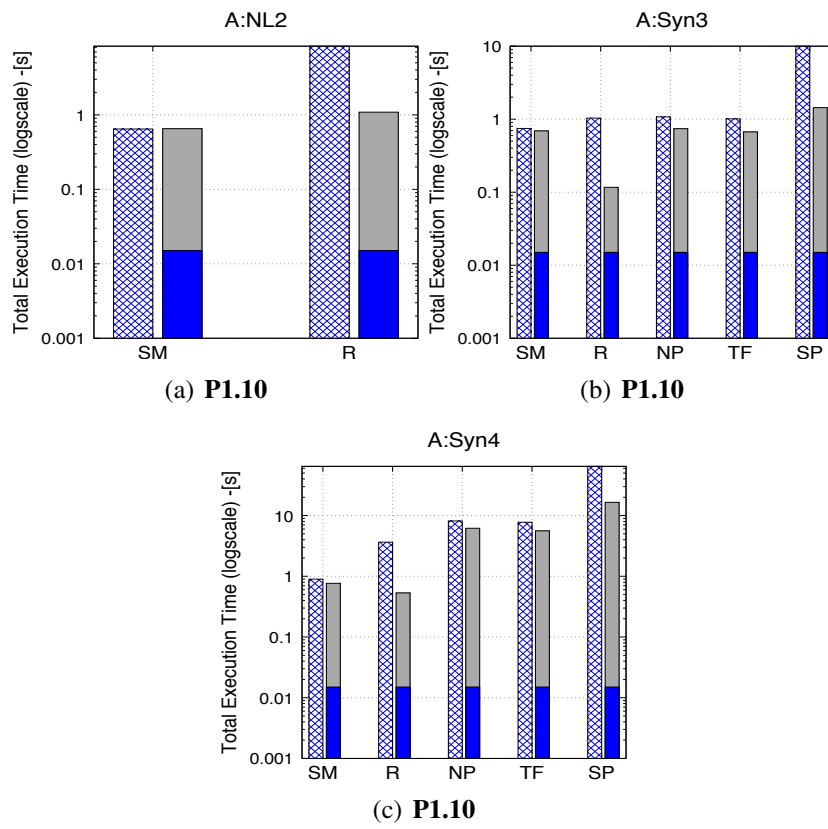 A:NL2
Total Execution Time (logscale) -[s]
1
0.1
0.01
0.001
SM R
(a) P1.10
A:Syn3
Total Execution Time (logscale) -[s]
10
1
0.1
0.01
0.001
SM R NP TF SP
(b) P1.10
A:Syn4
Total Execution Time (logscale) -[s]
10
1
0.1
0.01
0.001
SM R NP TF SP
(c) P1.10